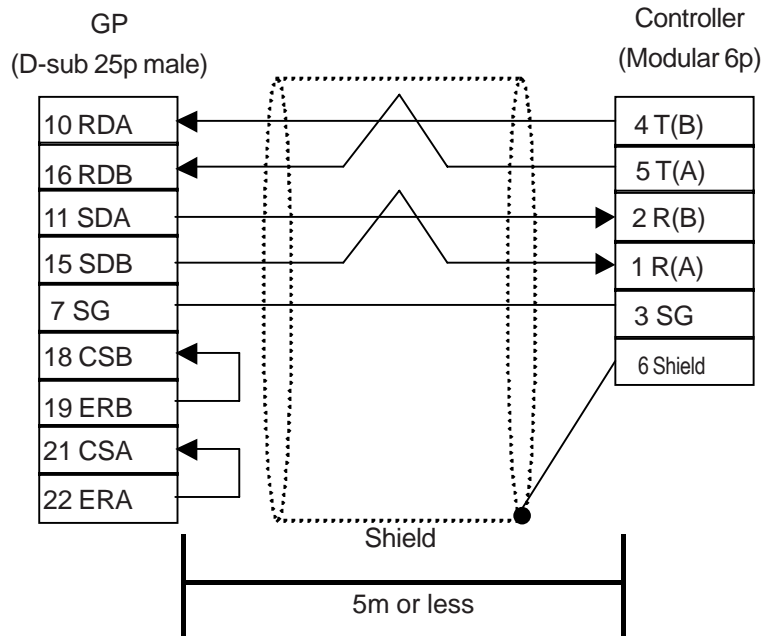 GP
(D-sub 25p male)
Controller
(Modular 6p)
10 RDA
4 T(B)
16 RDB
5 T(A)
11 SDA
2 R(B)
15 SDB
1 R(A)
7 SG
3 SG
18 CSB
6 Shield
19 ERB
21 CSA
22 ERA
Shield
5m or less